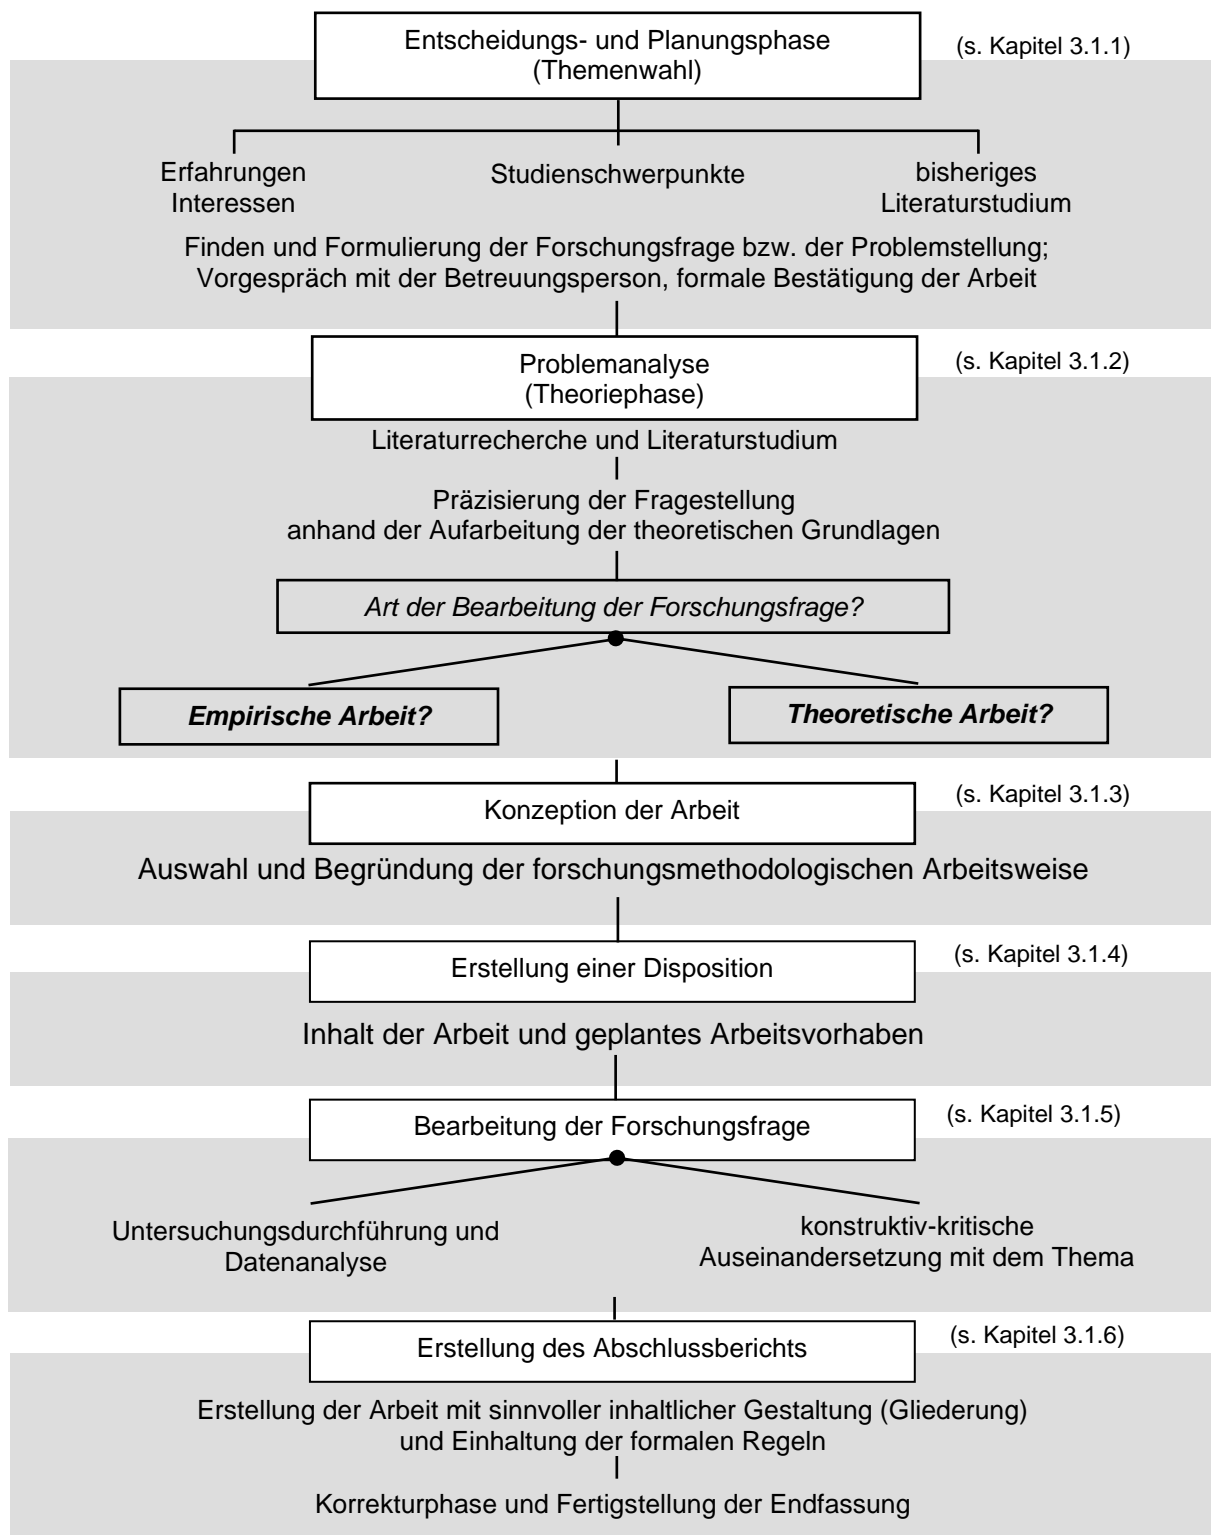 Entscheidungs- und Planungsphase
(Themenwahl)
(s. Kapitel 3.1.1)
Erfahrungen
Interessen
Studienschwerpunkte
bisheriges
Literaturstudium
Finden und Formulierung der Forschungsfrage bzw. der Problemstellung;
Vorgespräch mit der Betreuungsperson, formale Bestätigung der Arbeit
Problemanalyse
(Theoriephase)
(s. Kapitel 3.1.2)
Literaturrecherche und Literaturstudium
Präzisierung der Fragestellung
anhand der Aufarbeitung der theoretischen Grundlagen
Art der Bearbeitung der Forschungsfrage?
Empirische Arbeit?
Theoretische Arbeit?
Konzeption der Arbeit
(s. Kapitel 3.1.3)
Auswahl und Begründung der forschungsmethodologischen Arbeitsweise
Erstellung einer Disposition
(s. Kapitel 3.1.4)
Inhalt der Arbeit und geplantes Arbeitsvorhaben
Bearbeitung der Forschungsfrage
(s. Kapitel 3.1.5)
Untersuchungsdurchführung und
Datenanalyse
konstruktiv-kritische
Auseinandersetzung mit dem Thema
Erstellung des Abschlussberichts
(s. Kapitel 3.1.6)
Erstellung der Arbeit mit sinnvoller inhaltlicher Gestaltung (Gliederung)
und Einhaltung der formalen Regeln
Korrekturphase und Fertigstellung der Endfassung